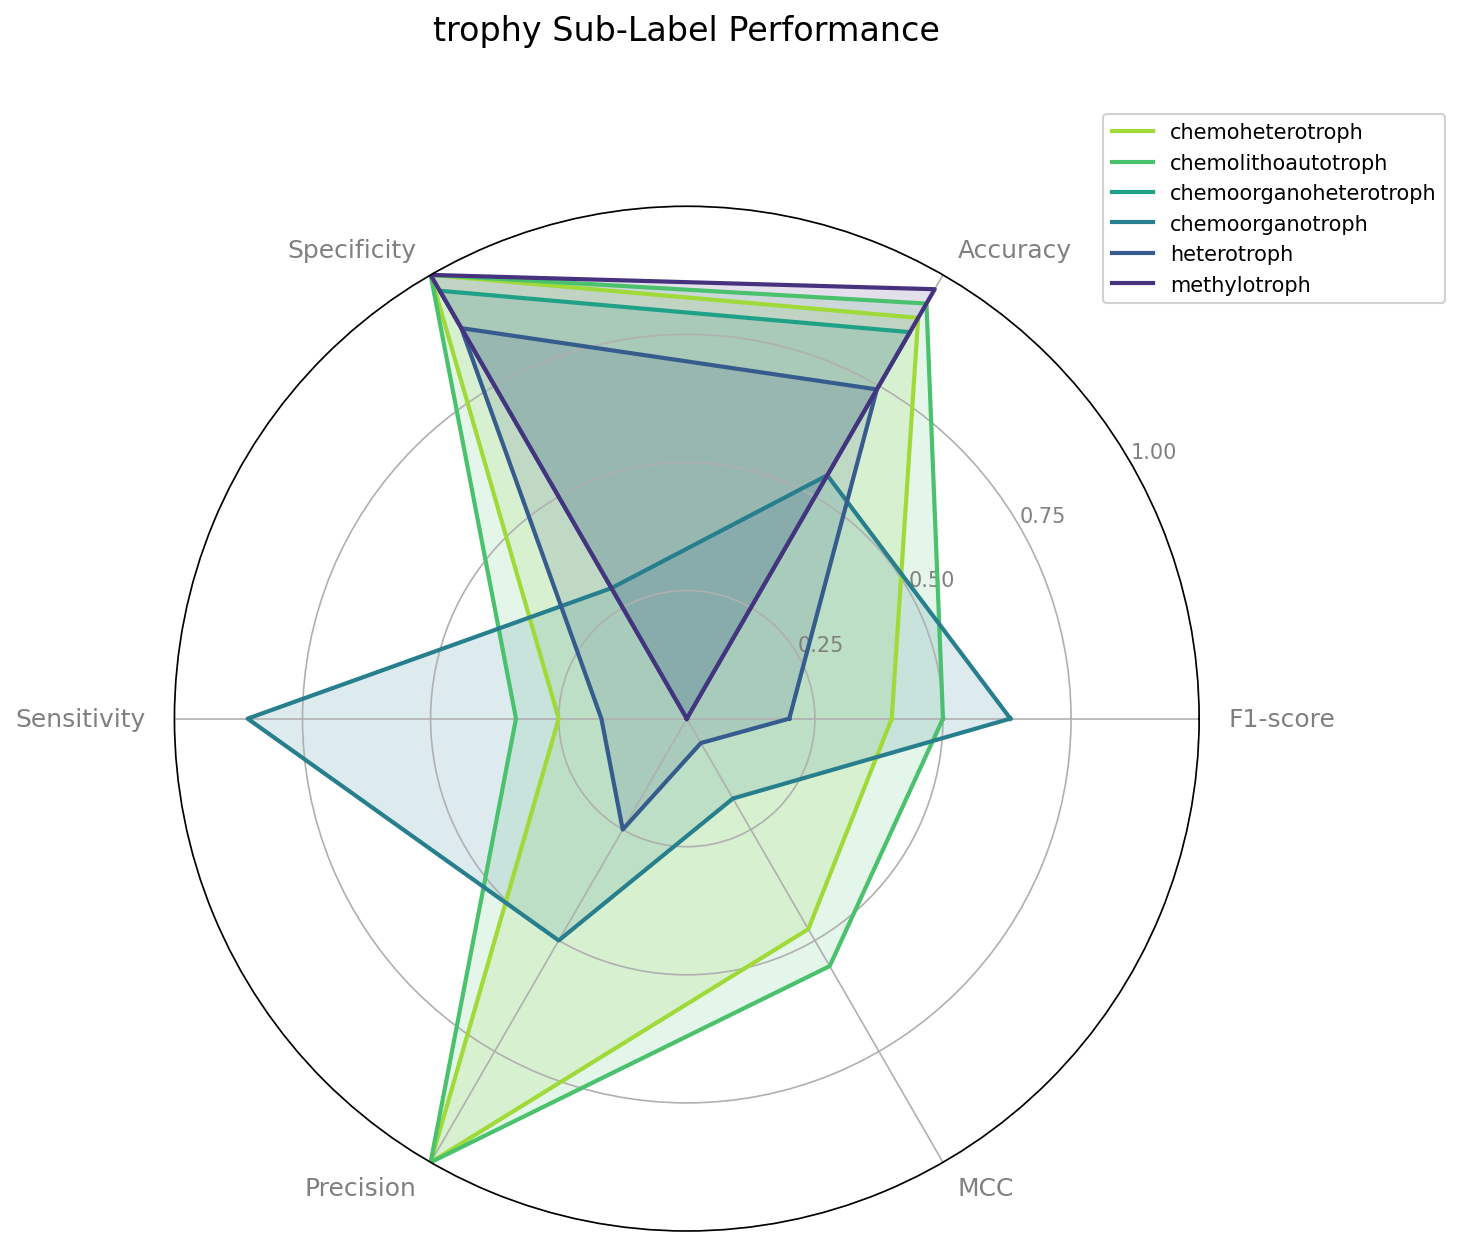 trophy Sub-Label Performance
chemoheterotroph
chemolithoautotroph
chemoorganoheterotroph
chemoorganotroph
heterotroph
methylotroph
Specificity
Accuracy
1.00
0.75
0.50
0.25
Sensitivity
F1-score
Precision
MCC